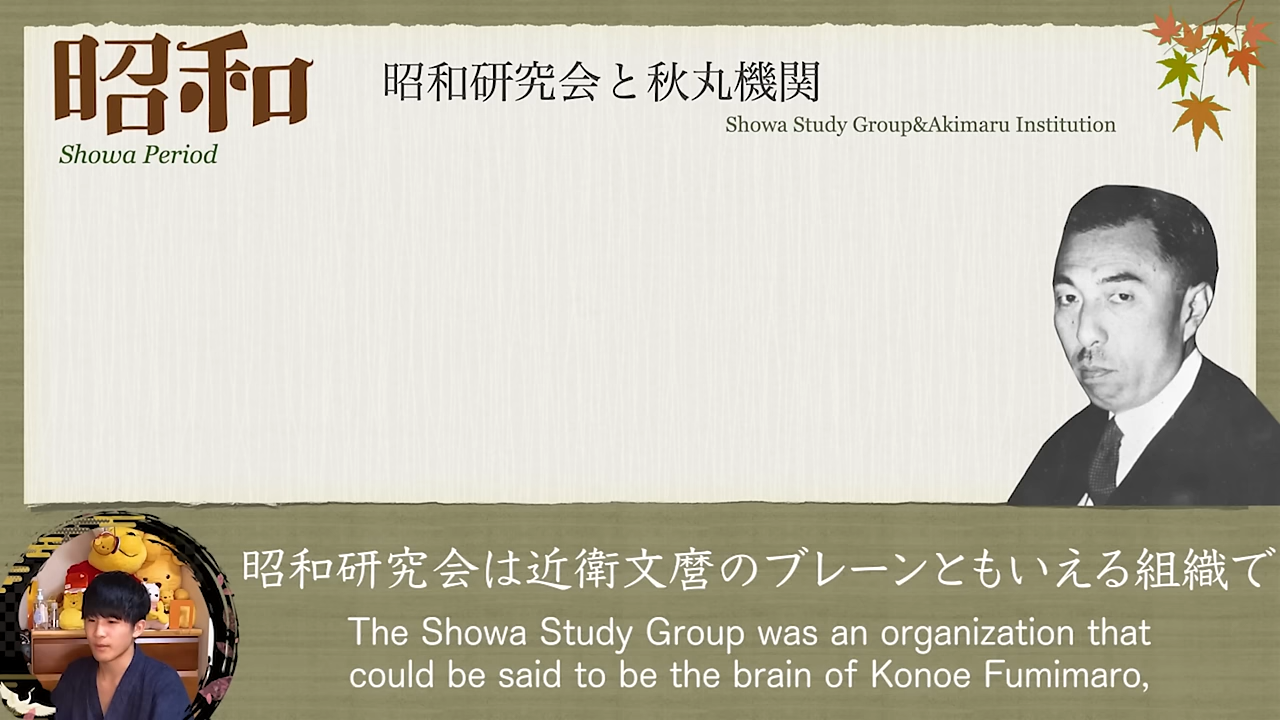 昭和
Showa Period
昭和研究会と秋丸機関
Showa Study Group&Akimaru Institution
昭和研究会は近衛文麿のブレーンともいえる組織で
The Showa Study Group was an organization that
could be said to be the brain of Konoe Fumimaro,